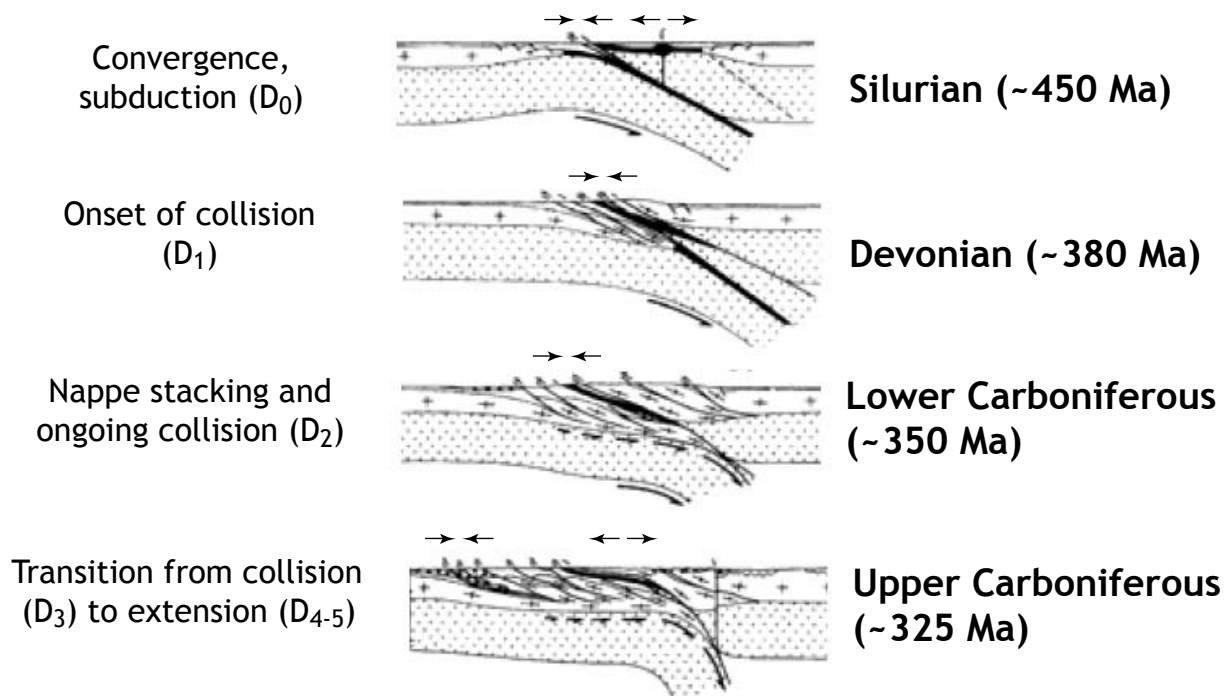 Convergence,
subduction (D0)
Silurian (~450 Ma)
Onset of collision
(D1)
Devonian (~380 Ma)
Nappe stacking and
ongoing collision (D2)
Lower Carboniferous
(~350 Ma)
Transition from collision
(D3) to extension (D4-5)
Upper Carboniferous
(~325 Ma)